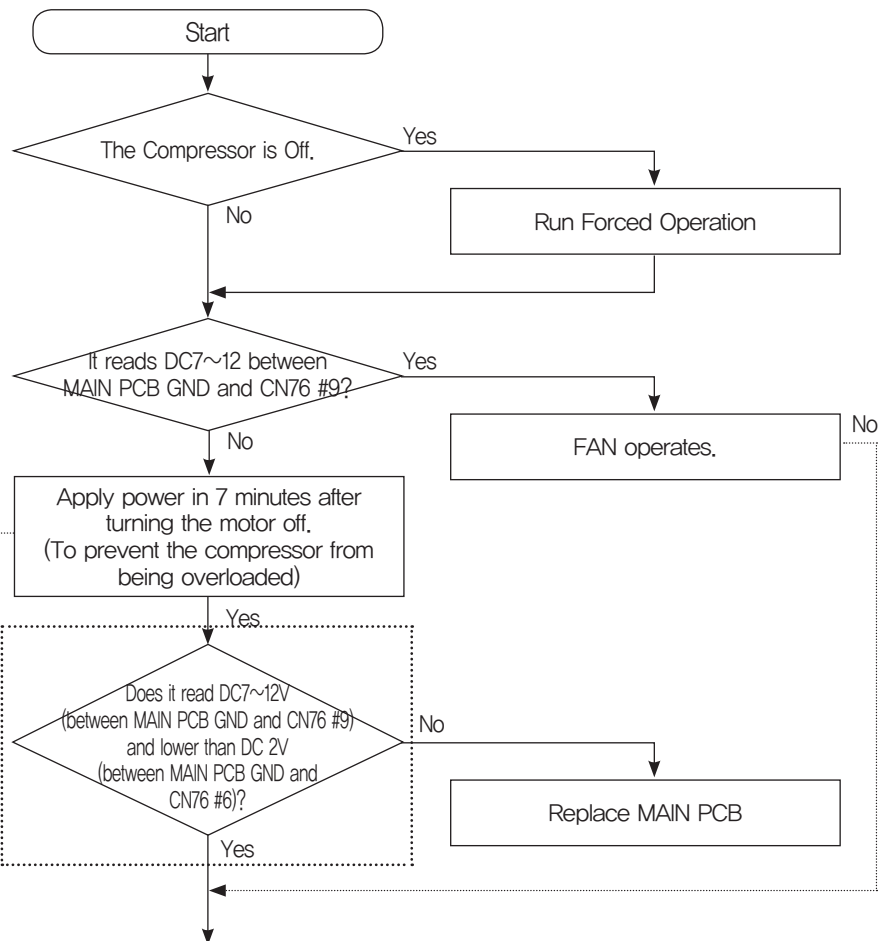 Start
The Compressor is Off.
Yes
No
Run Forced Operation
It reads DC7~12 between
MAIN PCB GND and CN76 #9?
Yes
No
FAN operates.
No
Apply power in 7 minutes after
turning the motor off.
(To prevent the compressor from
being overloaded)
Yes
Does it read DC7~12V
(between MAIN PCB GND and CN76 #9)
and lower than DC 2V
(between MAIN PCB GND and
CN76 #6)?
No
Replace MAIN PCB
Yes